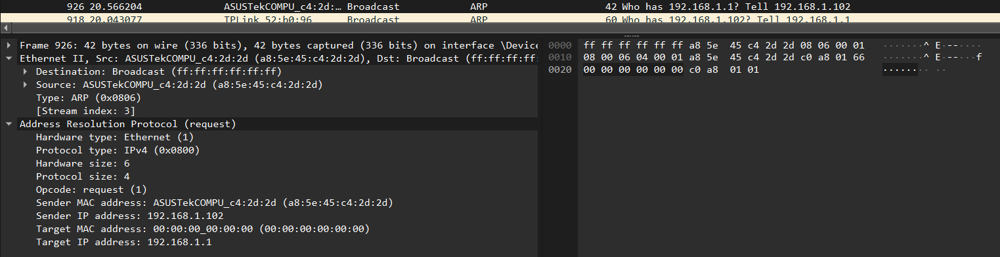 926 20.566204 ASUSTekCOMPU_c4:2d:… Broadcast ARP 42 Who has 192.168.1.1? Tell 192.168.1.102
918 20.043077 TPLink_52:b0:96 Broadcast ARP 60 Who has 192.168.1.102? Tell 192.168.1.1
Frame 926: 42 bytes on wire (336 bits), 42 bytes captured (336 bits) on interface \Device
Ethernet II, Src: ASUSTekCOMPU_c4:2d:2d (a8:5e:45:c4:2d:2d), Dst: Broadcast (ff:ff:ff:ff:
Destination: Broadcast (ff:ff:ff:ff:ff:ff)
Source: ASUSTekCOMPU_c4:2d:2d (a8:5e:45:c4:2d:2d)
Type: ARP (0x0806)
[Stream index: 3]
Address Resolution Protocol (request)
Hardware type: Ethernet (1)
Protocol type: IPv4 (0x0800)
Hardware size: 6
Protocol size: 4
Opcode: request (1)
Sender MAC address: ASUSTekCOMPU_c4:2d:2d (a8:5e:45:c4:2d:2d)
Sender IP address: 192.168.1.102
Target MAC address: 00:00:00_00:00:00 (00:00:00:00:00:00)
Target IP address: 192.168.1.1
0000 ff ff ff ff ff ff a8 5e 45 c4 2d 2d 08 06 00 01 ·······^ E·--····
0010 08 00 06 04 00 01 a8 5e 45 c4 2d 2d c0 a8 01 66 ·······^ E·--···f
0020 00 00 00 00 00 00 c0 a8 01 01 ········ ··